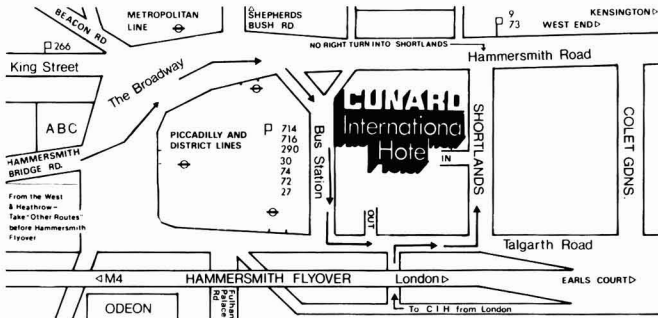 BEACON RD
METROPOLITAN
LINE
SHEPHERDS
BUSH RD
9
73
KENSINGTON
WEST END
266
NO RIGHT TURN INTO SHORTLANDS
Hammersmith Road
King Street
The Broadway
CUNARD
International
Hotel
IN
SHORTLANDS
COLET GDNS.
ABC
PICCADILLY AND
DISTRICT LINES
714
716
290
30
74
72
27
Bus Station
HAMMERSMITH
BRIDGE RD.
From the West
& Heathrow-
Take "Other Routes"
before Hammersmith
Flyover
OUT
Talgarth Road
M4
HAMMERSMITH FLYOVER
London
EARLS COURT
ODEON
Fulham
Palace
Rd
To C I H from London